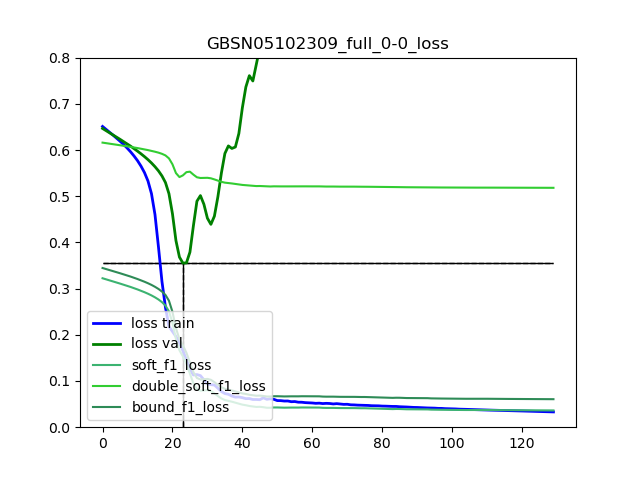 GBSN05102309_full_0-0_loss
0.8
0.7
0.6
0.5
0.4
0.3
0.2
0.1
0.0
loss train
loss val
soft_f1_loss
double_soft_f1_loss
bound_f1_loss
0 20 40 60 80 100 120